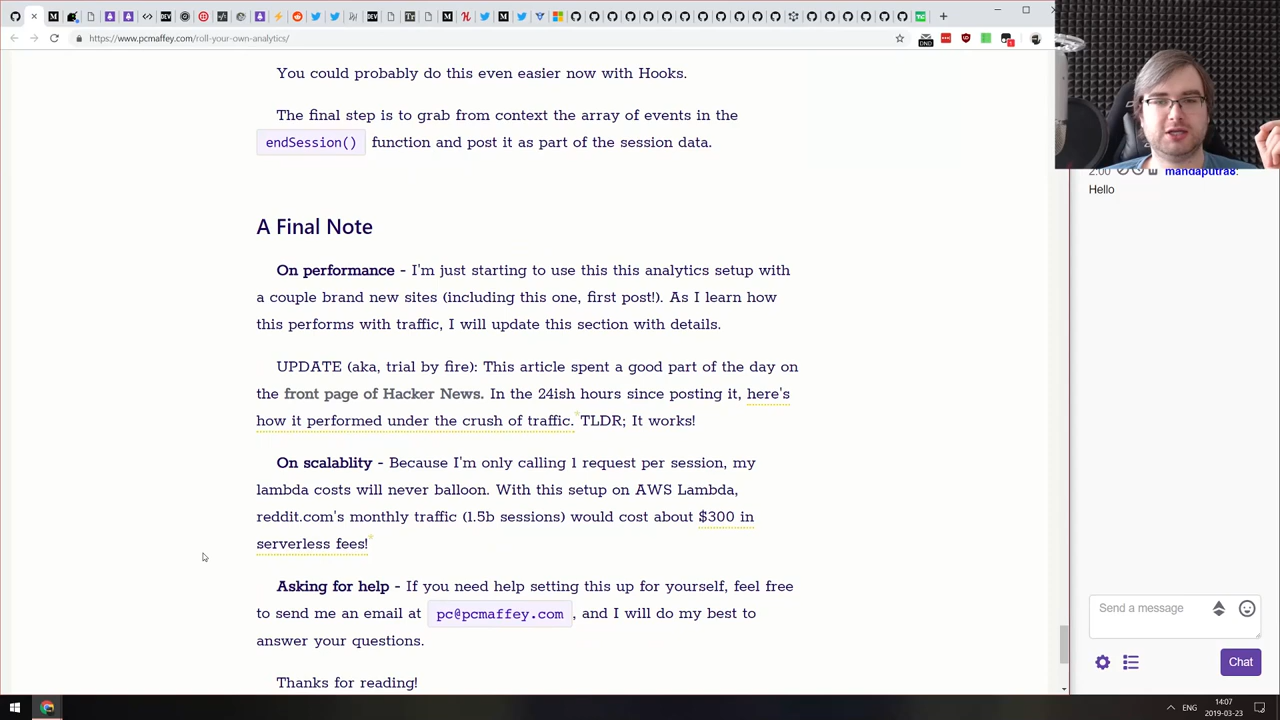 https://www.pcmaffey.com/roll-your-own-analytics/
You could probably do this even easier now with Hooks.
The final step is to grab from context the array of events in the
endSession() function and post it as part of the session data.
A Final Note
On performance - I'm just starting to use this this analytics setup with
a couple brand new sites (including this one, first post!). As I learn how
this performs with traffic, I will update this section with details.
UPDATE (aka, trial by fire): This article spent a good part of the day on
the front page of Hacker News. In the 24ish hours since posting it, here's
how it performed under the crush of traffic.* TLDR; It works!
On scalablity - Because I'm only calling 1 request per session, my
lambda costs will never balloon. With this setup on AWS Lambda,
reddit.com's monthly traffic (1.5b sessions) would cost about $300 in
serverless fees!*
Asking for help - If you need help setting this up for yourself, feel free
to send me an email at pc@pcmaffey.com, and I will do my best to
answer your questions.
Thanks for reading!
2:00 mandaputra8:
Hello
Send a message
Chat
ENG
14:07
2019-03-23